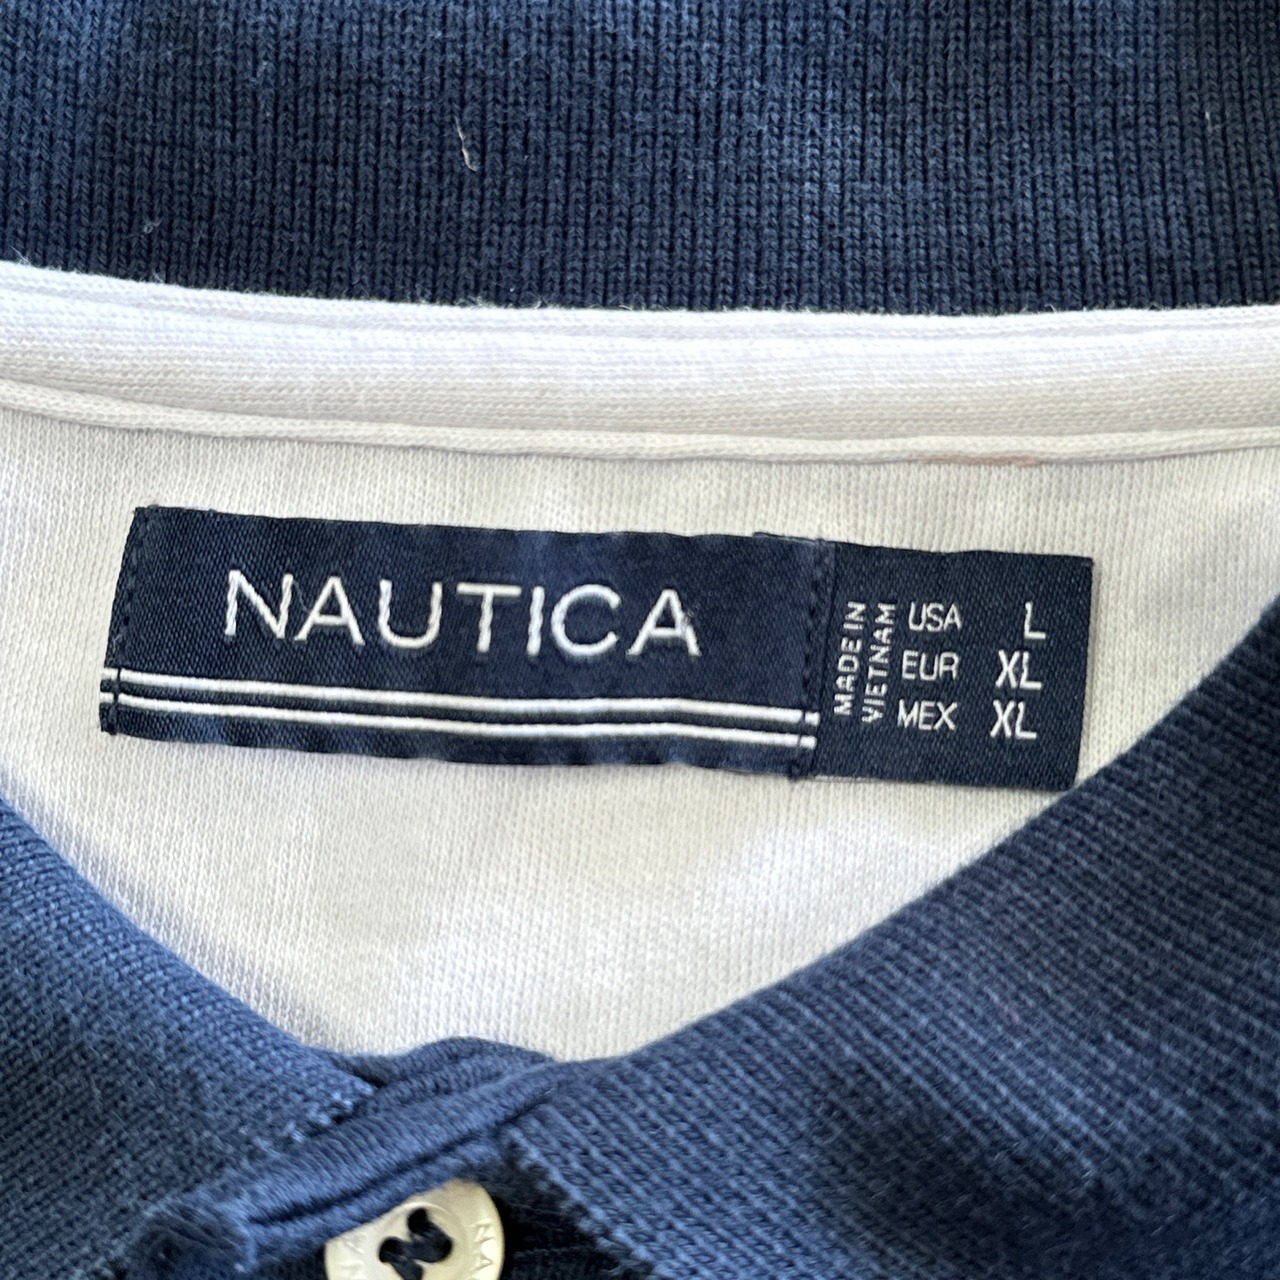 NAUTICA
MADE IN
VIETNAM
USA L
EUR XL
MEX XL